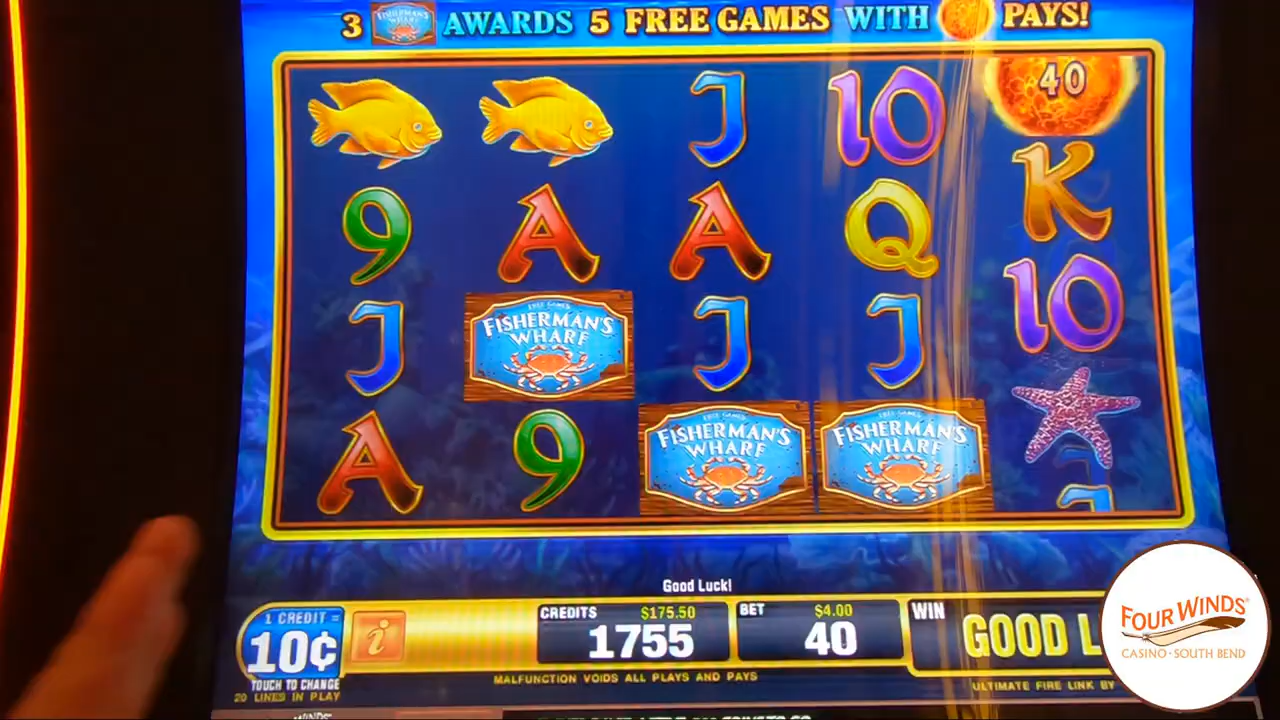 3 FISHERMAN'S WHARF AWARDS 5 FREE GAMES WITH PAYS!
J 10 40
9 A A Q K
J FREE GAMES FISHERMAN'S WHARF J J 10
A 9 FREE GAMES FISHERMAN'S WHARF FREE GAMES FISHERMAN'S WHARF J
Good Luck!
1 CREDIT =
10¢
TOUCH TO CHANGE
20 LINES IN PLAY
i
CREDITS $175.50
1755
BET $4.00
40
WIN GOOD L
MALFUNCTION VOIDS ALL PLAYS AND PAYS
ULTIMATE FIRE LINK BY
FOUR WINDS®
CASINO · SOUTH BEND